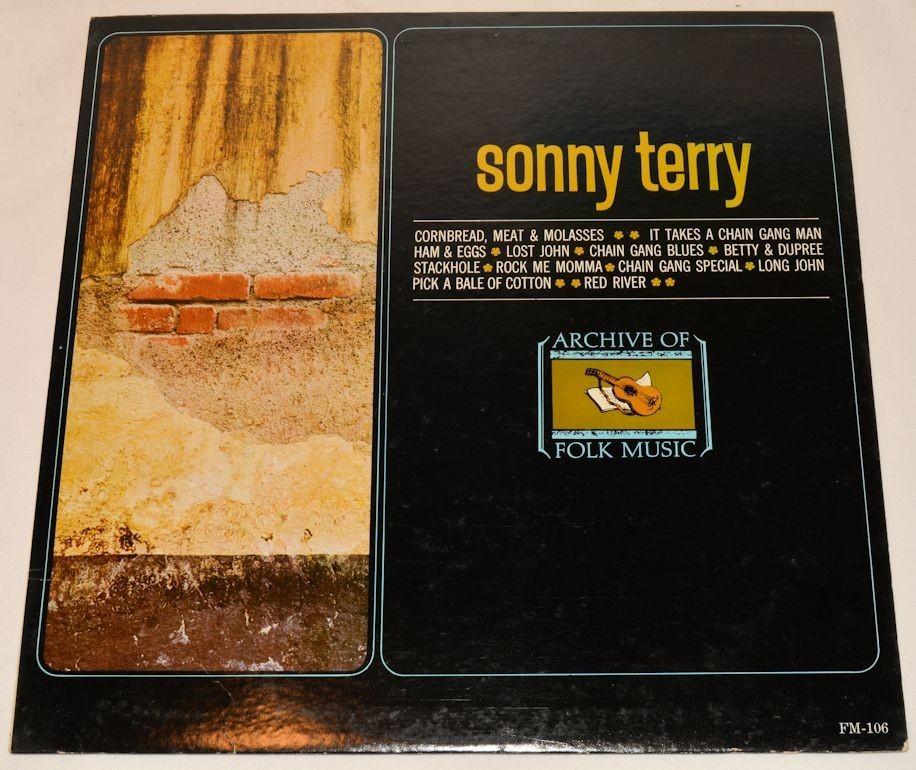 sonny terry
CORNBREAD, MEAT & MOLASSES IT TAKES A CHAIN GANG MAN
HAM & EGGS LOST JOHN CHAIN GANG BLUES BETTY & DUPREE
STACKHOLE ROCK ME MOMMA CHAIN GANG SPECIAL LONG JOHN
PICK A BALE OF COTTON RED RIVER
ARCHIVE OF
FOLK MUSIC
FM-106